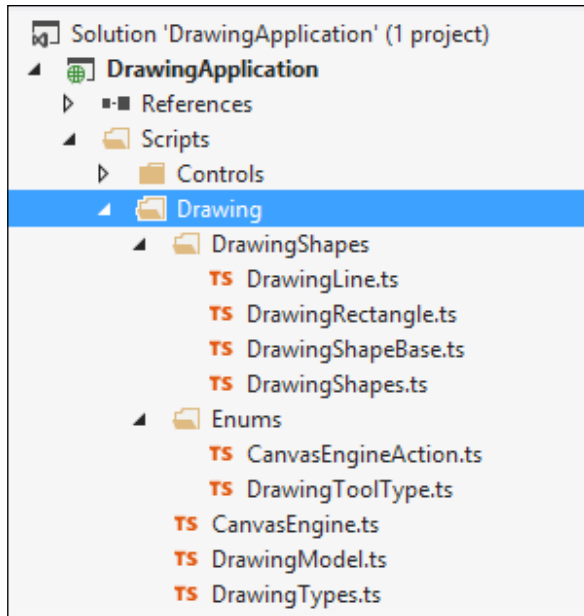 Solution 'DrawingApplication' (1 project)
DrawingApplication
References
Scripts
Controls
Drawing
DrawingShapes
TS DrawingLine.ts
TS DrawingRectangle.ts
TS DrawingShapeBase.ts
TS DrawingShapes.ts
Enums
TS CanvasEngineAction.ts
TS DrawingToolType.ts
TS CanvasEngine.ts
TS DrawingModel.ts
TS DrawingTypes.ts